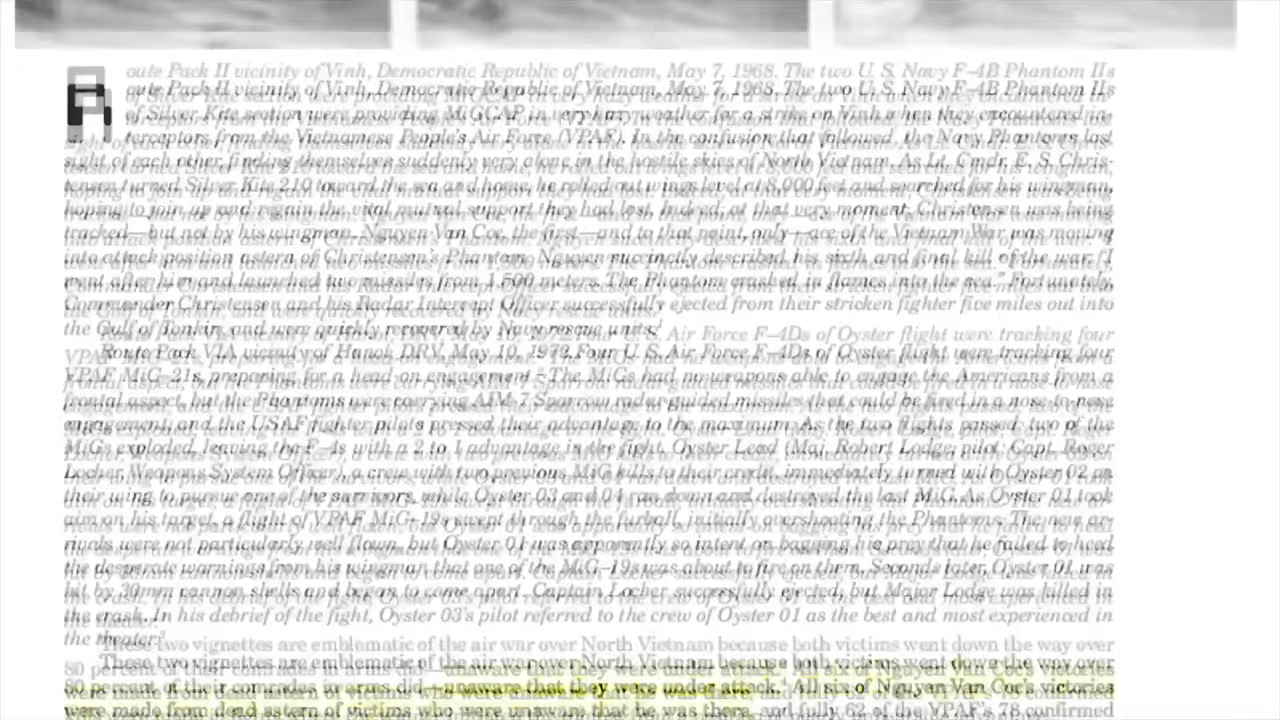 Route Pack II vicinity of Vinh, Democratic Republic of Vietnam, May 7, 1968. The two U. S. Navy F–4B Phantom IIs
of Silver Kite section were providing MiGCAP in very hazy weather for a strike on Vinh when they encountered in-
terceptors from the Vietnamese People's Air Force (VPAF). In the confusion that followed, the Navy Phantoms lost
sight of each other, finding themselves suddenly very alone in the hostile skies of North Vietnam. As Lt. Cmdr. E. S. Chris-
tensen turned Silver Kite 210 toward the sea and home, he rolled out wings level at 8,000 feet and searched for his wingman,
hoping to join up and regain the vital mutual support they had lost. Indeed, at that very moment, Christensen was being
tracked—but not by his wingman. Nguyen Van Coc, the first—and to that point, only—ace of the Vietnam War was moving
into attack position astern of Christensen's Phantom. Nguyen succinctly described his sixth and final kill of the war. "I
went after him and launched two missiles from 1,500 meters. The Phantom crashed in flames into the sea." Fortunately,
Commander Christensen and his Radar Intercept Officer successfully ejected from their stricken fighter five miles out into
the Gulf of Tonkin and were quickly recovered by Navy rescue units.
Route Pack VIA vicinity of Hanoi, DRV, May 10, 1972. Four U. S. Air Force F–4Ds of Oyster flight were tracking four
VPAF MiG–21s, preparing for a head on engagement. The MiGs had no weapons able to engage the Americans from a
frontal aspect, but the Phantoms were carrying AIM–7 Sparrow radar-guided missiles that could be fired in a nose-to-nose
engagement, and the USAF fighter pilots pressed their advantage to the maximum. As the two flights passed, two of the
MiGs exploded, leaving the F–4s with a 2 to 1 advantage in the fight. Oyster Lead (Maj. Robert Lodge, pilot; Capt. Roger
Locher, Weapons System Officer), a crew with two previous MiG kills to their credit, immediately turned with Oyster 02 on
their wing to pursue one of the survivors, while Oyster 03 and 04 ran down and destroyed the last MiG. As Oyster 01 took
aim on his target, a flight of VPAF MiG–19s swept through the furball, initially overshooting the Phantoms. The new ar-
rivals were not particularly well flown, but Oyster 01 was apparently so intent on bagging his prey that he failed to heed
the desperate warnings from his wingman that one of the MiG–19s was about to fire on them. Seconds later, Oyster 01 was
hit by 30mm cannon shells and began to come apart. Captain Locher successfully ejected, but Major Lodge was killed in
the crash. In his debrief of the fight, Oyster 03's pilot referred to the crew of Oyster 01 as the best and most experienced in
the theater.
These two vignettes are emblematic of the air war over North Vietnam because both victims went down the way over
80 percent of their comrades in arms did—unaware that they were under attack. All six of Nguyen Van Coc's victories
were made from dead astern of victims who were unaware that he was there, and fully 62 of the VPAF's 78 confirmed